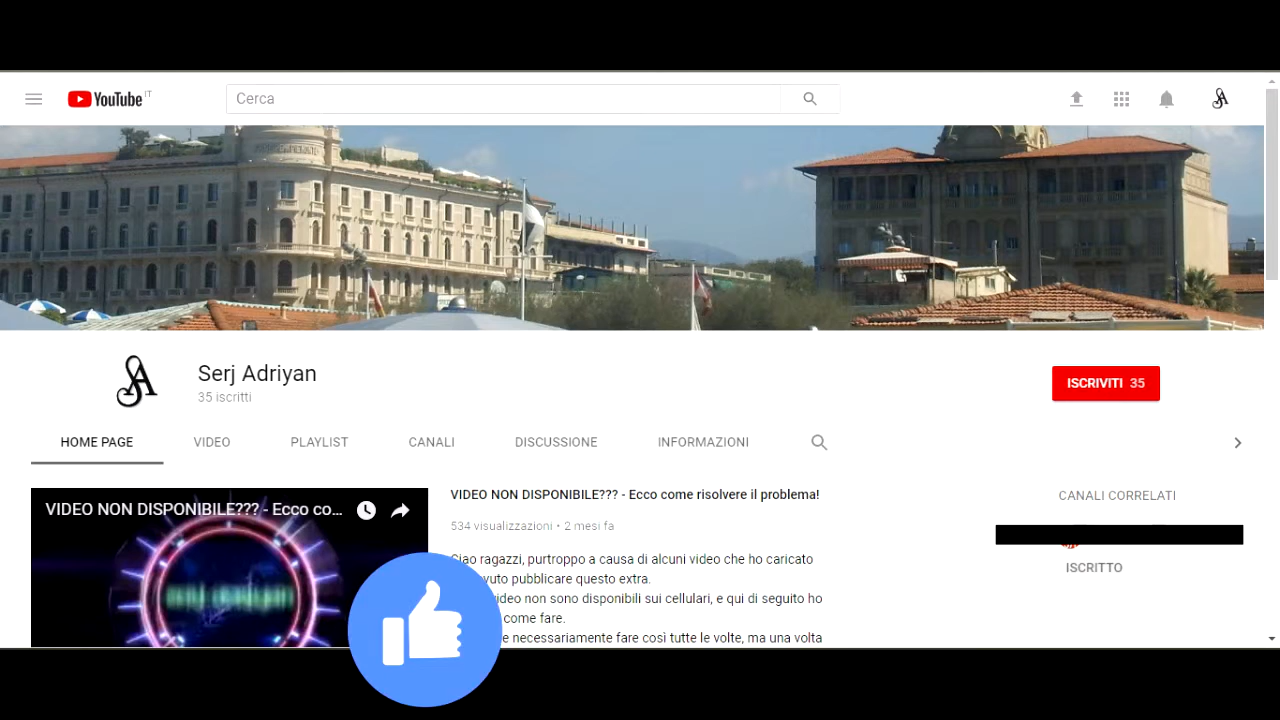 YouTube IT
Cerca
Serj Adriyan
35 iscritti
ISCRIVITI 35
HOME PAGE
VIDEO
PLAYLIST
CANALI
DISCUSSIONE
INFORMAZIONI
VIDEO NON DISPONIBILE??? - Ecco co...
VIDEO NON DISPONIBILE??? - Ecco come risolvere il problema!
534 visualizzazioni • 2 mesi fa
Ciao ragazzi, purtroppo a causa di alcuni video che ho caricato
pubblicare questo extra.
non sono disponibili sui cellulari, e qui di seguito ho
come fare.
necessariamente fare così tutte le volte, ma una volta
CANALI CORRELATI
ISCRITTO